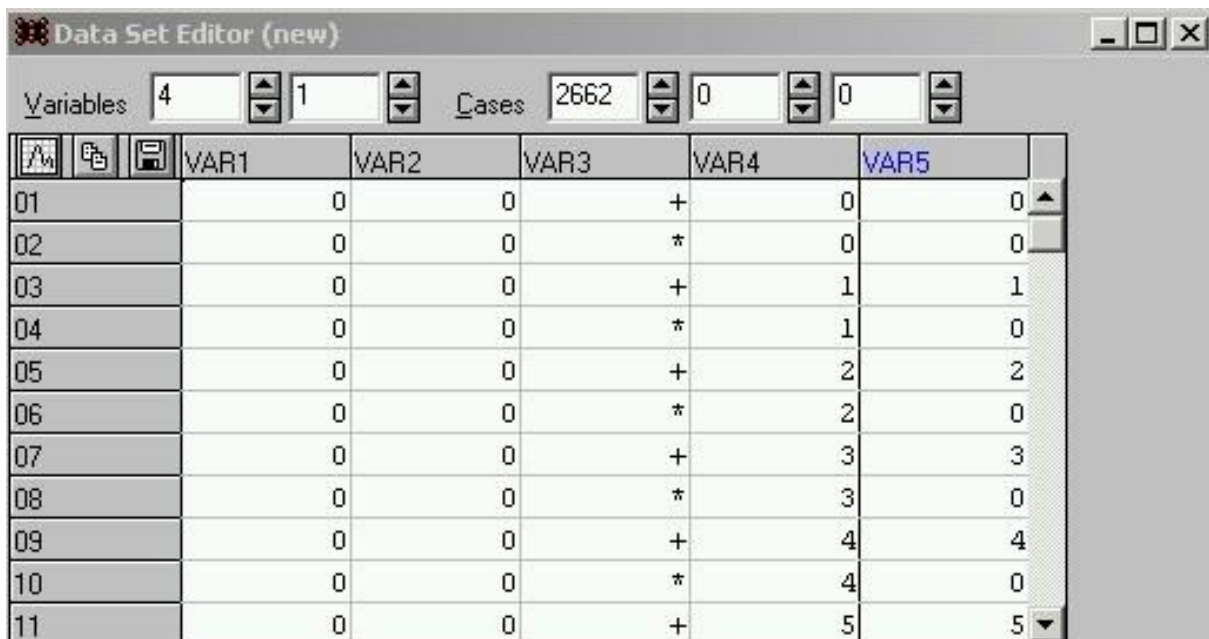 Data Set Editor (new)
Variables 4 1 Cases 2662 0 0
VAR1 VAR2 VAR3 VAR4 VAR5
01 0 0 + 0 0
02 0 0 * 0 0
03 0 0 + 1 1
04 0 0 * 1 0
05 0 0 + 2 2
06 0 0 * 2 0
07 0 0 + 3 3
08 0 0 * 3 0
09 0 0 + 4 4
10 0 0 * 4 0
11 0 0 + 5 5